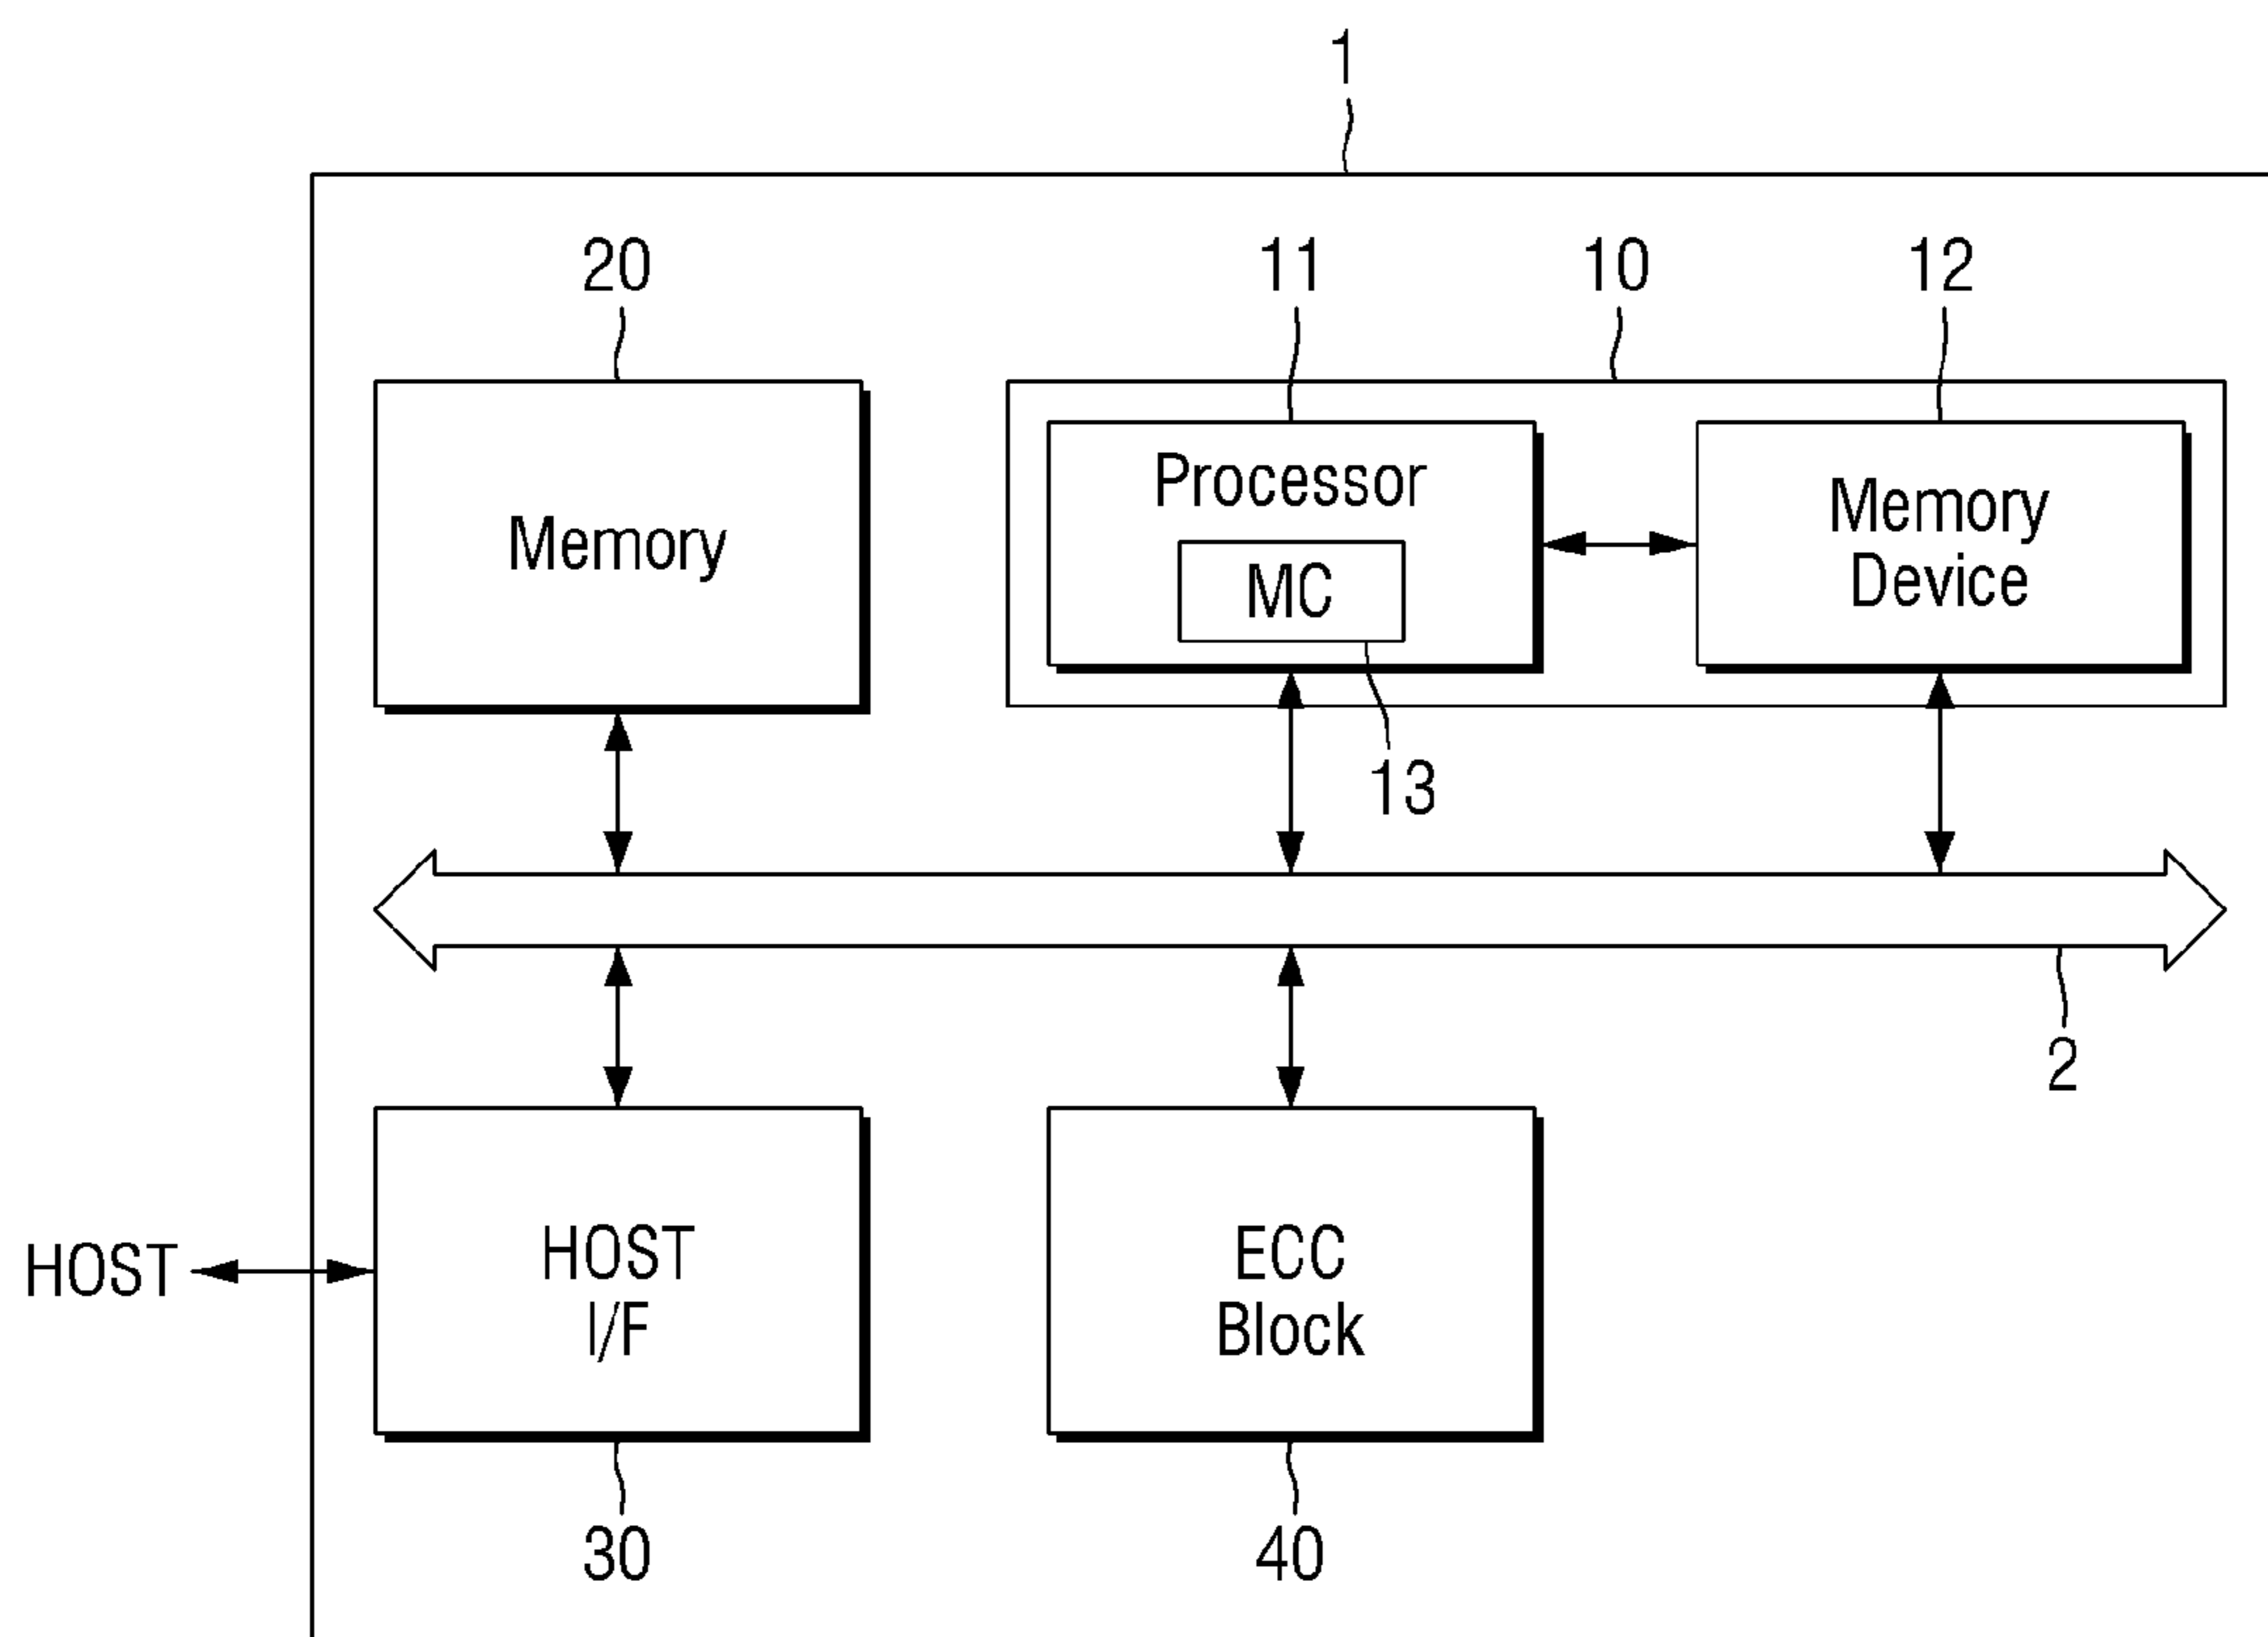 1
20
11
10
12
Memory
Processor
MC
Memory
Device
13
2
HOST
HOST
I/F
ECC
Block
30
40